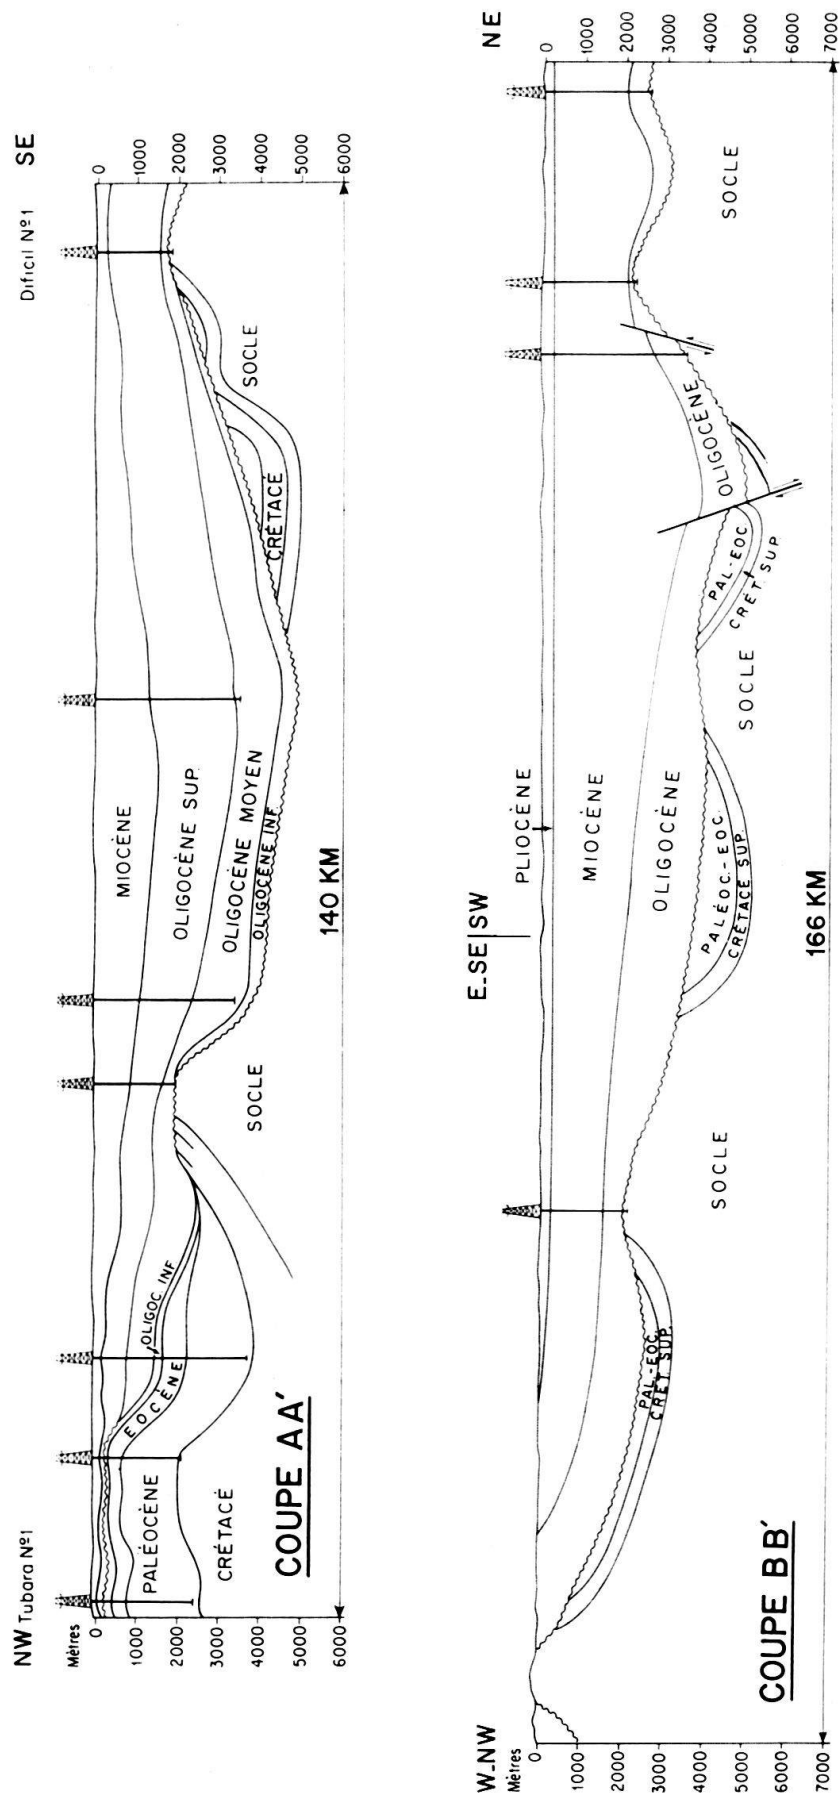 NW Tubara Nº1
Dificil Nº1 SE
Mètres
0
1000
2000
3000
4000
5000
6000
0
1000
2000
3000
4000
5000
6000
MIOCÈNE
OLIGOCÈNE SUP.
OLIGOCÈNE MOYEN
OLIGOCÈNE INF.
OLIGOC. INF.
EOCÈNE
PALÉOCÈNE
CRÉTACÉ
CRÉTACÉ
SOCLE
SOCLE
140 KM
COUPE AA′
W_NW
E_SE SW
NE
Mètres
0
1000
2000
3000
4000
5000
6000
7000
0
1000
2000
3000
4000
5000
6000
7000
PLIOCÈNE
MIOCÈNE
OLIGOCÈNE
OLIGOCÈNE
PAL.-EOC.
CRÉT. SUP.
PALÉOC.-EOC.
CRÉTACE SUP.
PAL-EOC
CRÉT. SUP
SOCLE
SOCLE
SOCLE
166 KM
COUPE BB′